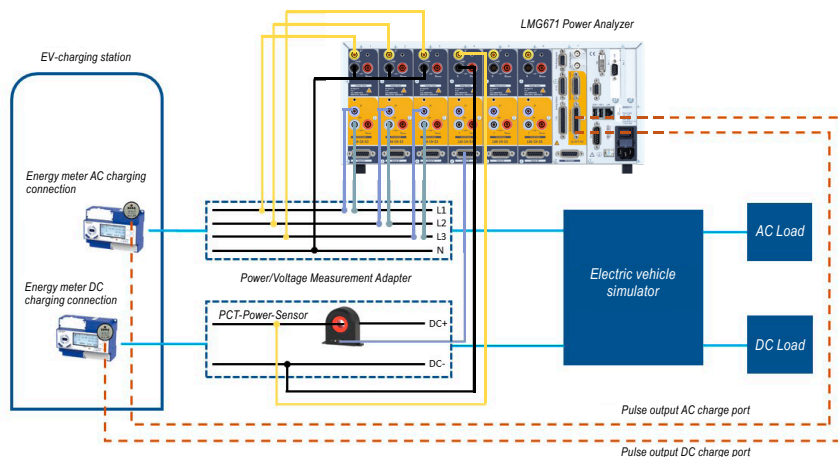 LMG671 Power Analyzer
EV-charging station
Energy meter AC charging
connection
L1
L2
L3
N
Power/Voltage Measurement Adapter
Energy meter DC
charging connection
PCT-Power-Sensor
DC+
DC-
Electric vehicle
simulator
AC Load
DC Load
Pulse output AC charge port
Pulse output DC charge port